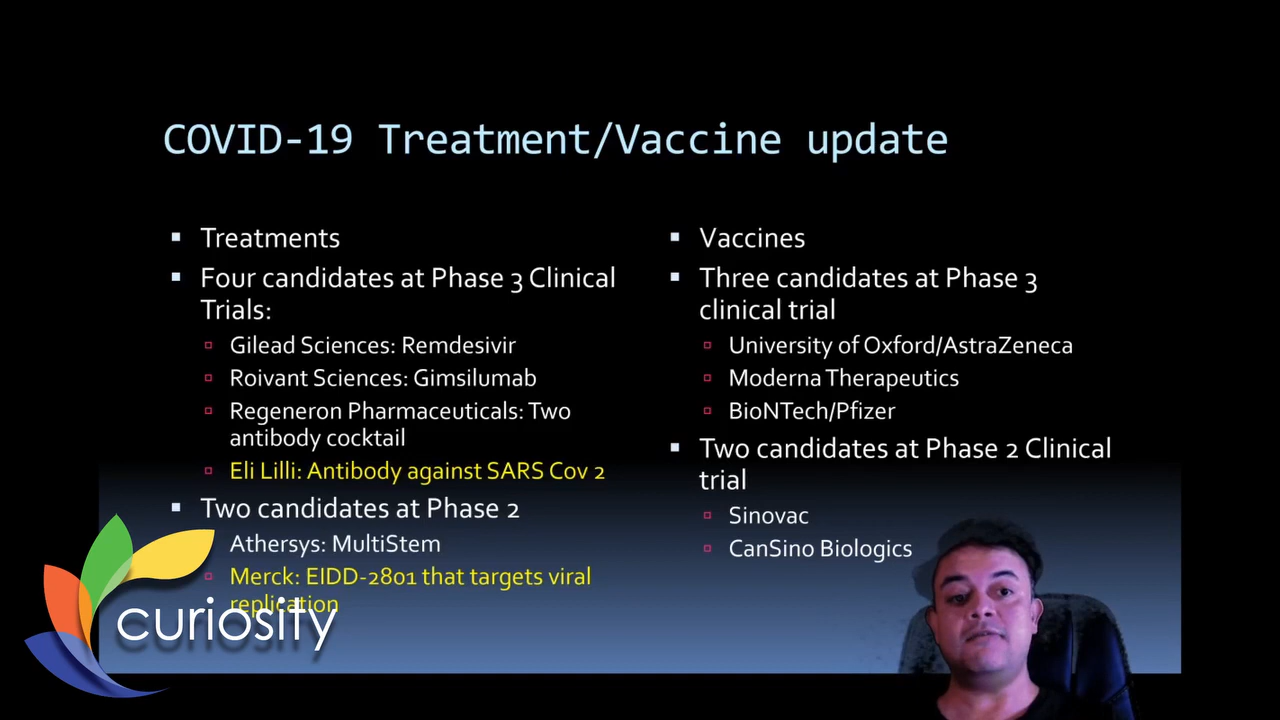 COVID-19 Treatment/Vaccine update
Treatments
Four candidates at Phase 3 Clinical
Trials:
Gilead Sciences: Remdesivir
Roivant Sciences: Gimsilumab
Regeneron Pharmaceuticals: Two
antibody cocktail
Eli Lilli: Antibody against SARS Cov 2
Two candidates at Phase 2
Athersys: MultiStem
Merck: EIDD-2801 that targets viral
replication
Vaccines
Three candidates at Phase 3
clinical trial
University of Oxford/AstraZeneca
Moderna Therapeutics
BioNTech/Pfizer
Two candidates at Phase 2 Clinical
trial
Sinovac
CanSino Biologics
curiosity